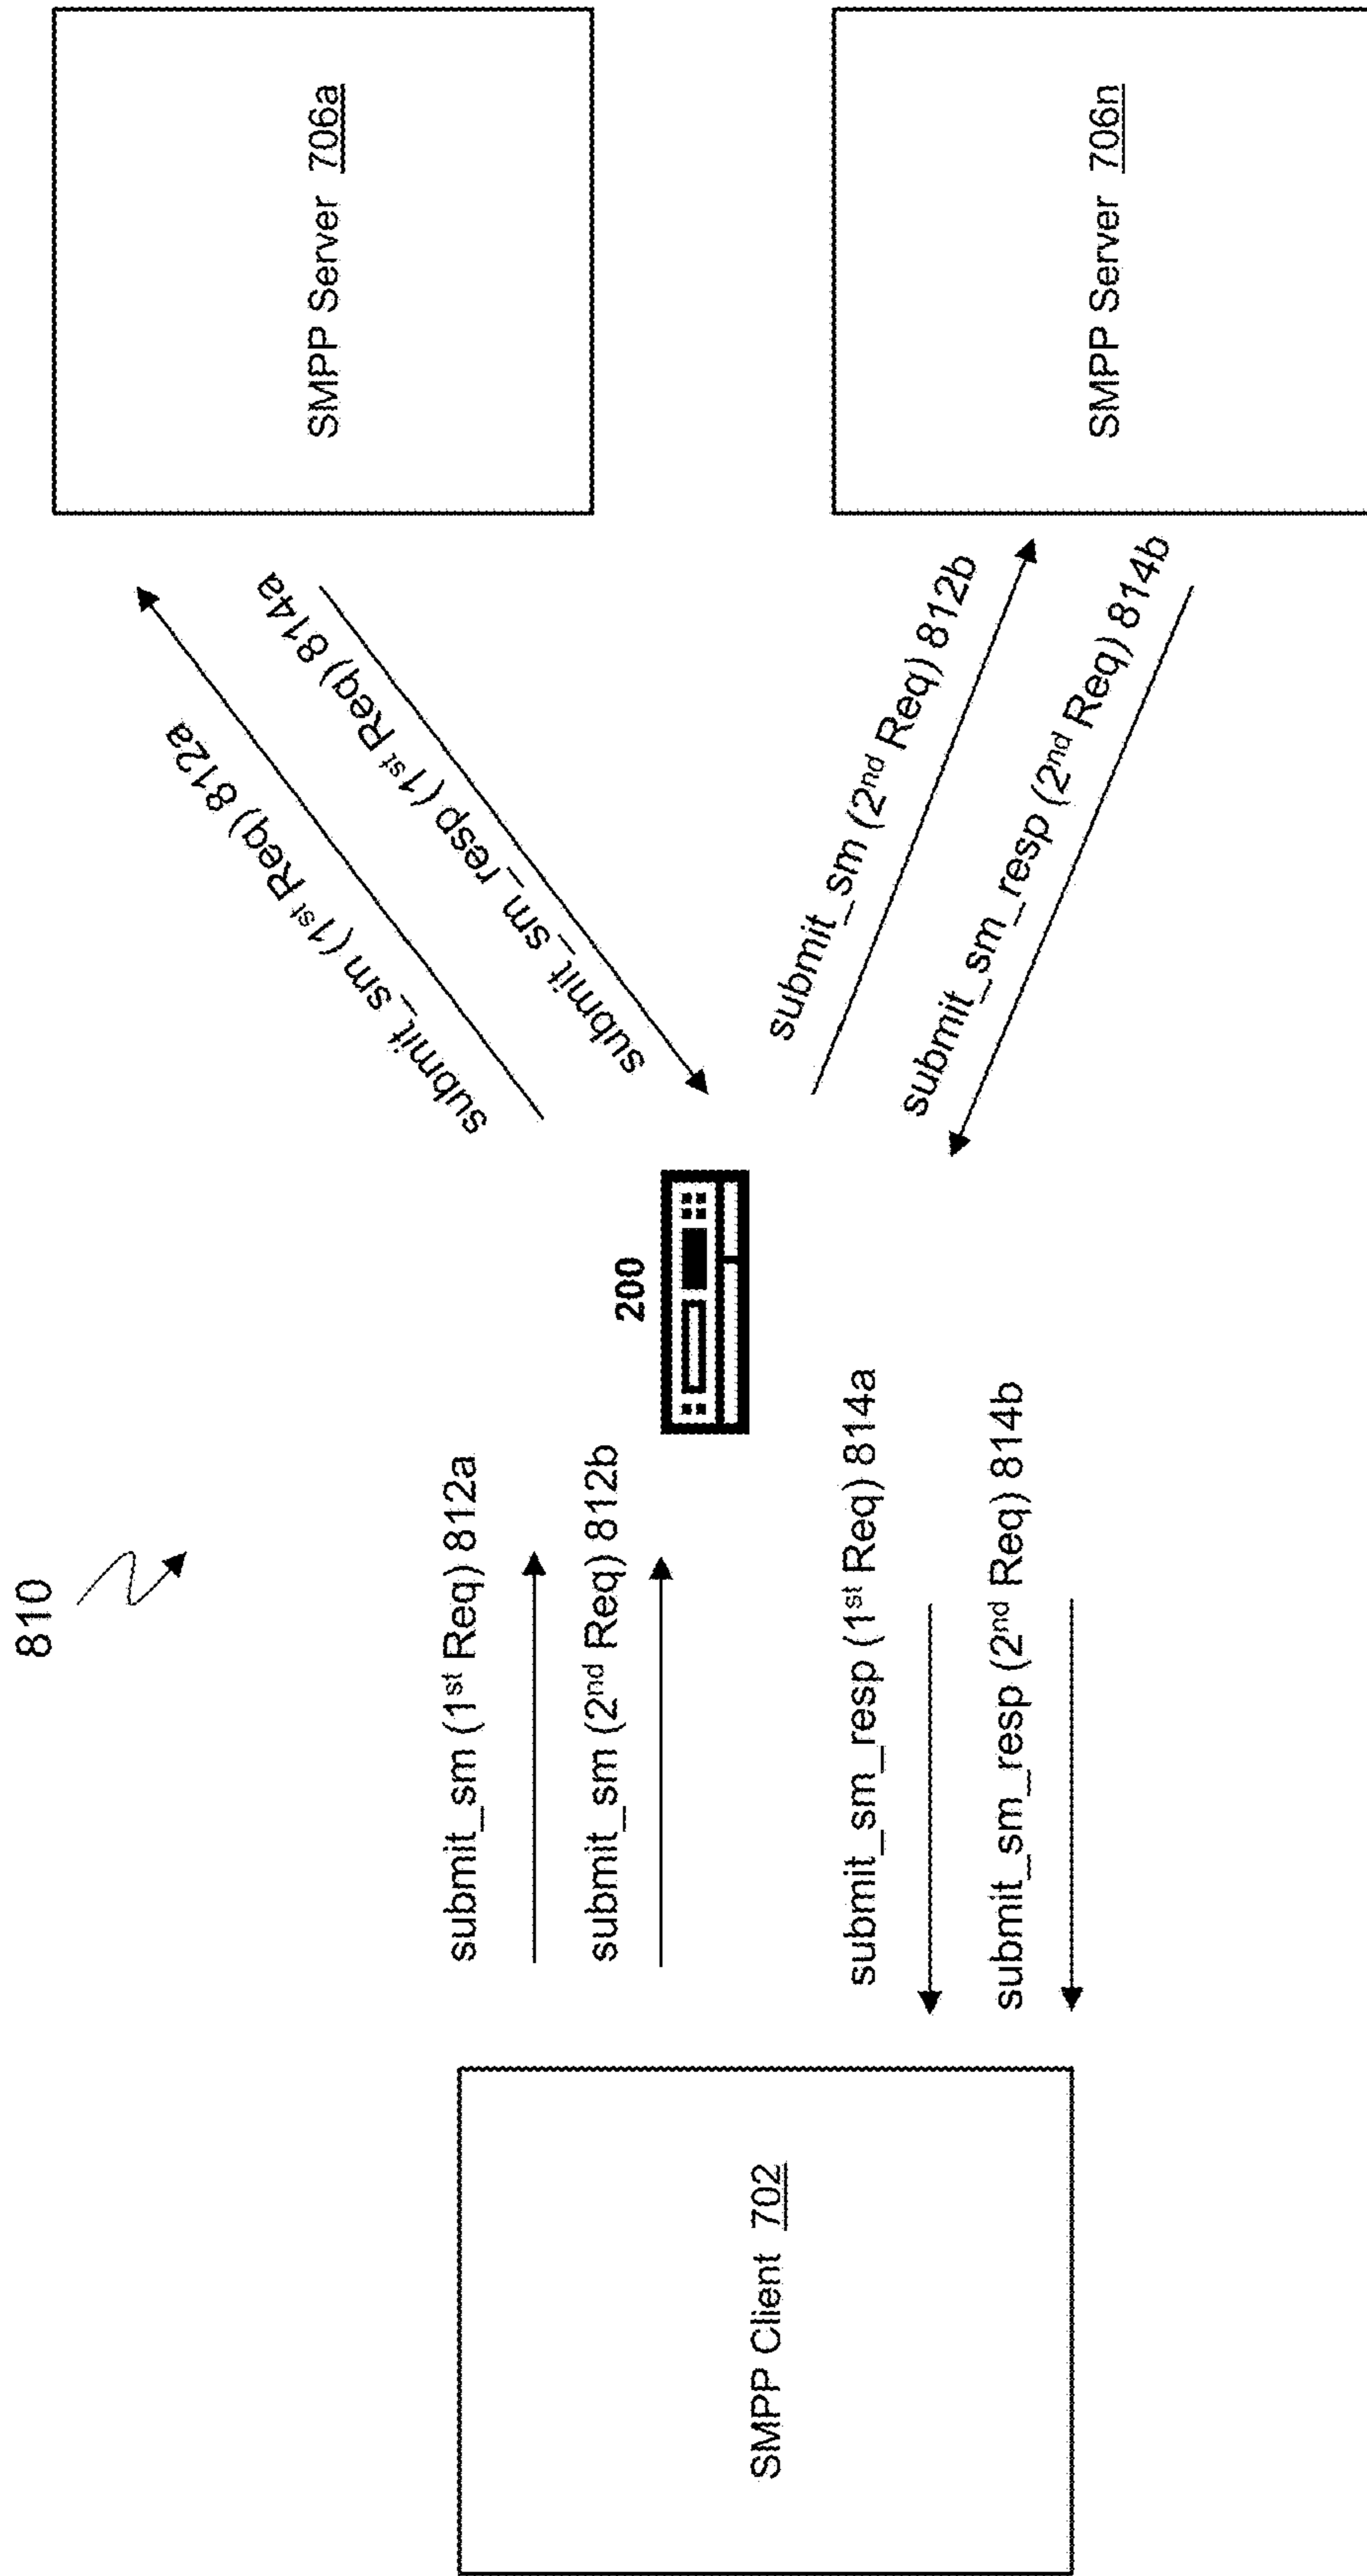 810
SMPP Client 702
submit_sm (1st Req) 812a
submit_sm (2nd Req) 812b
submit_sm_resp (1st Req) 814a
submit_sm_resp (2nd Req) 814b
200
submit_sm (1st Req) 812a
submit_sm_resp (1st Req) 814a
submit_sm (2nd Req) 812b
submit_sm_resp (2nd Req) 814b
SMPP Server 706a
SMPP Server 706n